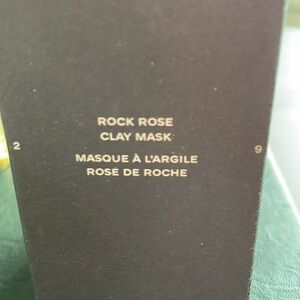 ROCK ROSE
CLAY MASK
2
9
MASQUE À L'ARGILE
ROSE DE ROCHE